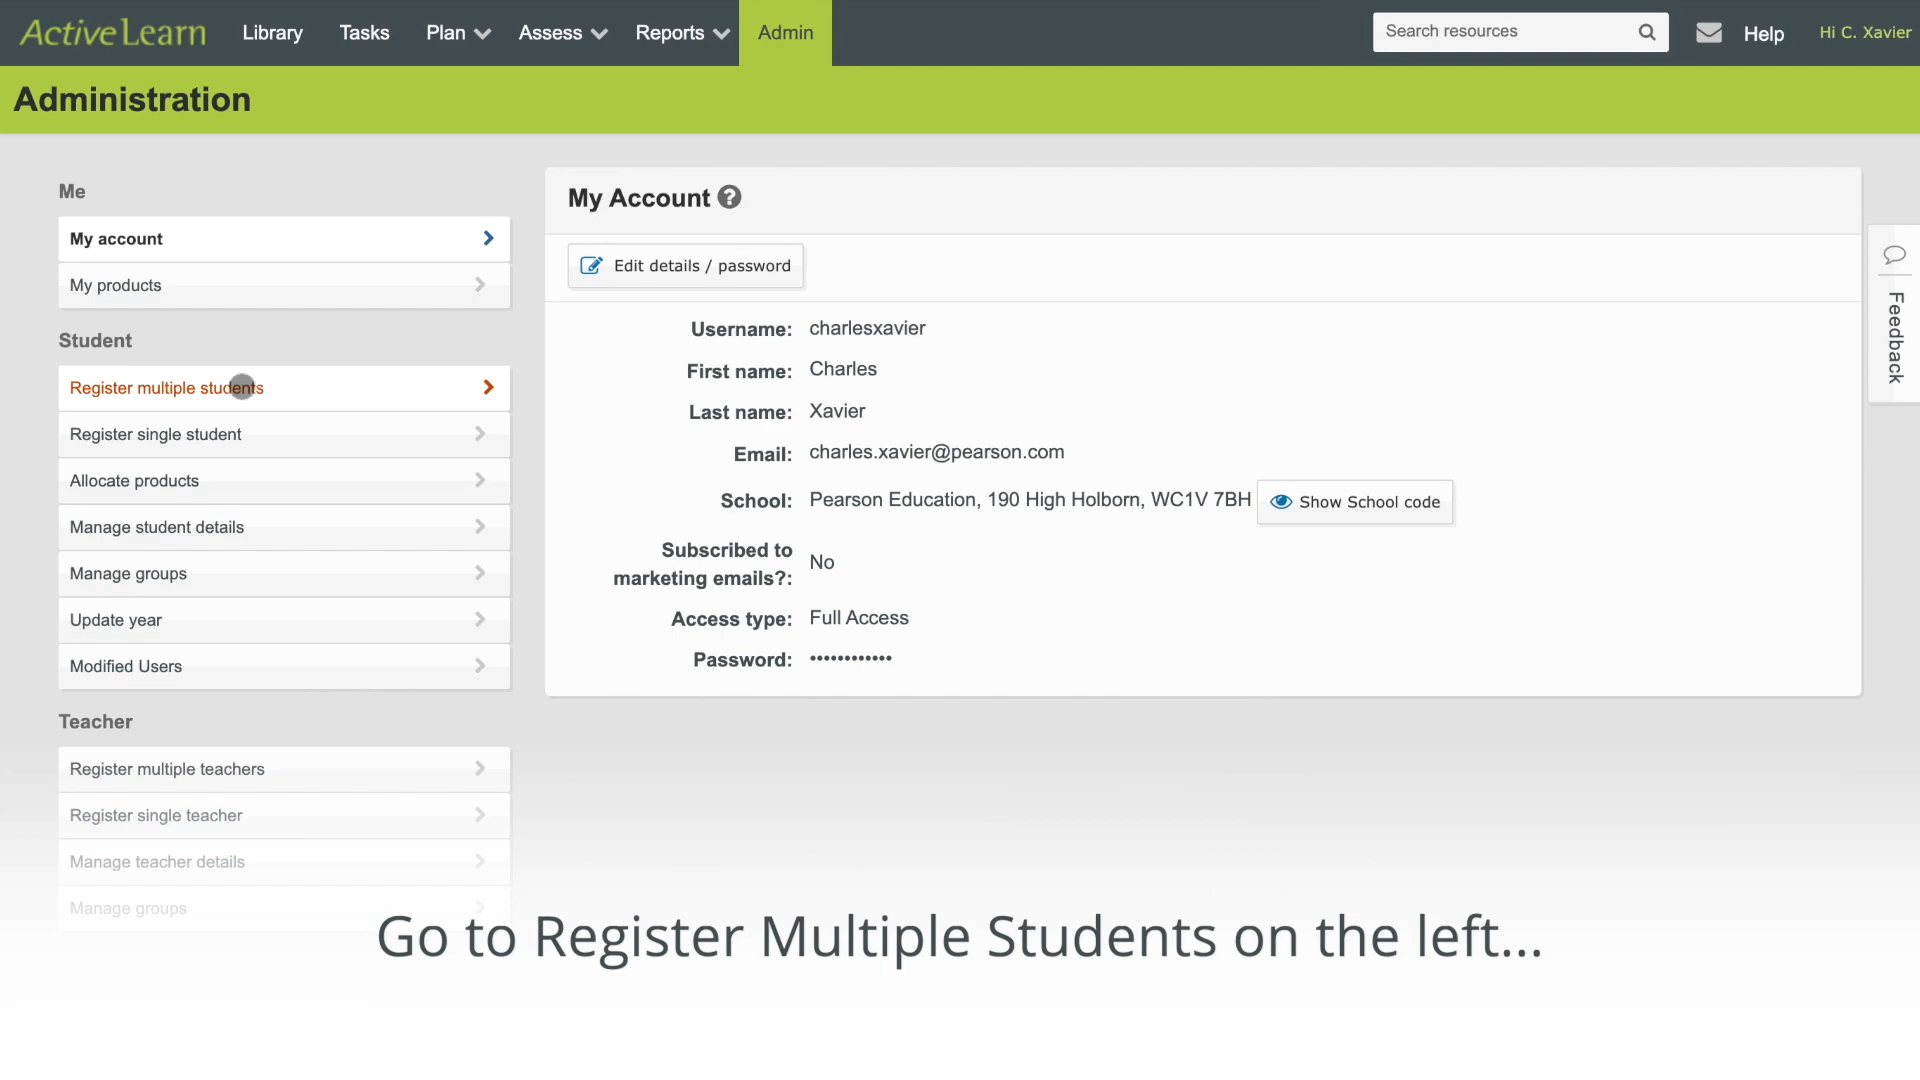 ActiveLearn
Library
Tasks
Plan
Assess
Reports
Admin
Search resources
Help
Hi C. Xavier
Administration
Me
My account
My products
Student
Register multiple students
Register single student
Allocate products
Manage student details
Manage groups
Update year
Modified Users
Teacher
Register multiple teachers
Register single teacher
Manage teacher details
Manage groups
My Account ?
Edit details / password
Username: charlesxavier
First name: Charles
Last name: Xavier
Email: charles.xavier@pearson.com
School: Pearson Education, 190 High Holborn, WC1V 7BH
Show School code
Subscribed to
marketing emails?: No
Access type: Full Access
Password: ••••••••••••
Feedback
Go to Register Multiple Students on the left...